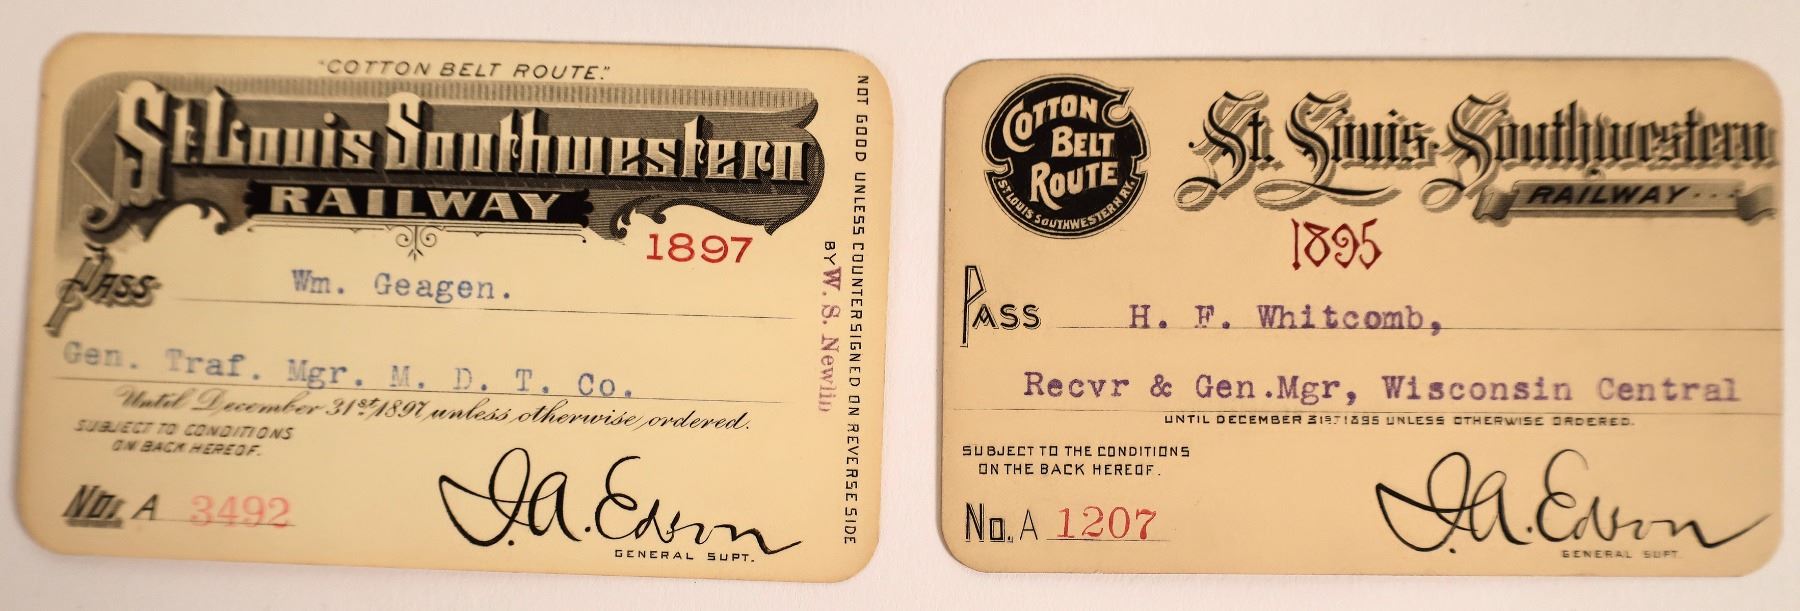 "COTTON BELT ROUTE."
St. Louis Southwestern
RAILWAY
1897
PASS Wm. Geagen.
Gen. Traf. Mgr. M. D. T. Co.
Until December 31st, 1897, unless otherwise ordered.
SUBJECT TO CONDITIONS
ON BACK HEREOF.
No. A 3492
J. A. Edson
GENERAL SUPT.
NOT GOOD UNLESS COUNTERSIGNED ON REVERSE SIDE
BY W. S. Newlin
COTTON
BELT
ROUTE
ST. LOUIS SOUTHWESTERN RY.
St. Louis Southwestern
RAILWAY...
1895
PASS H. F. Whitcomb,
Recvr & Gen.Mgr, Wisconsin Central
UNTIL DECEMBER 31ST 1895 UNLESS OTHERWISE ORDERED.
SUBJECT TO THE CONDITIONS
ON THE BACK HEREOF.
No. A 1207
J. A. Edson
GENERAL SUPT.